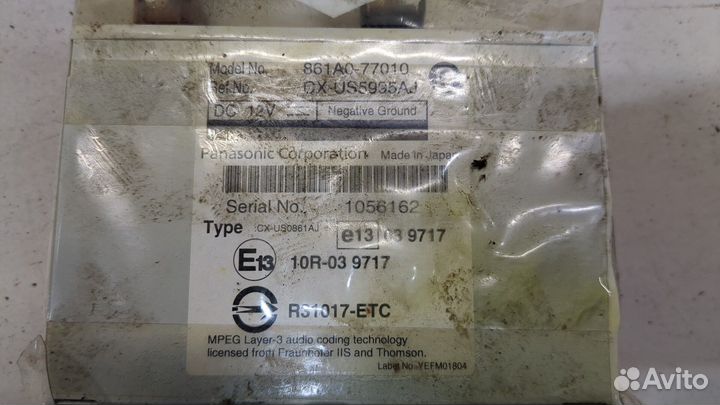 Model No. 861A0-77010
Ref No. CX-US5935AJ
DC 12V Negative Ground
Panasonic Corporation Made in Japan
Serial No. 1056162
Type CX-US0861AJ e13 03 9717
E13 10R-03 9717
R31017-ETC
MPEG Layer-3 audio coding technology
licensed from Fraunhofer IIS and Thomson.
Label No. YEFM01804
Avito